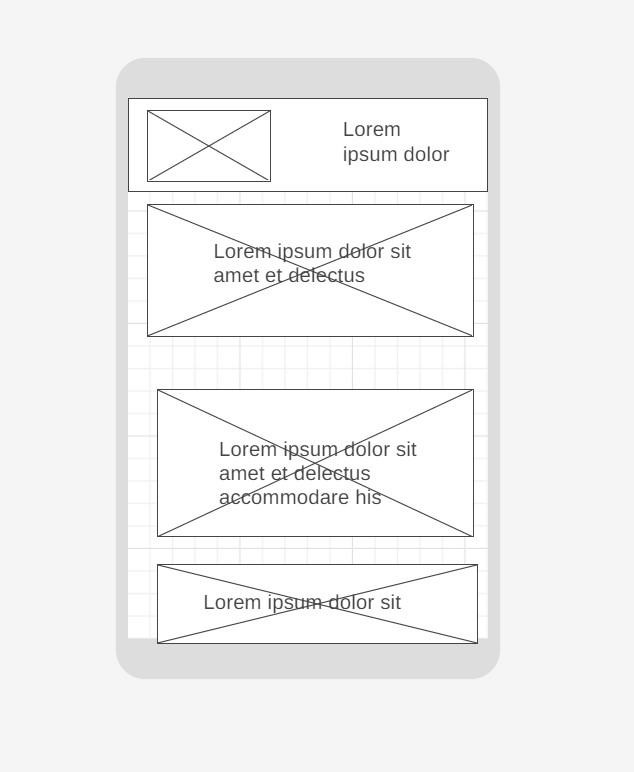 Lorem
ipsum dolor
Lorem ipsum dolor sit
amet et delectus
Lorem ipsum dolor sit
amet et delectus
accommodare his
Lorem ipsum dolor sit